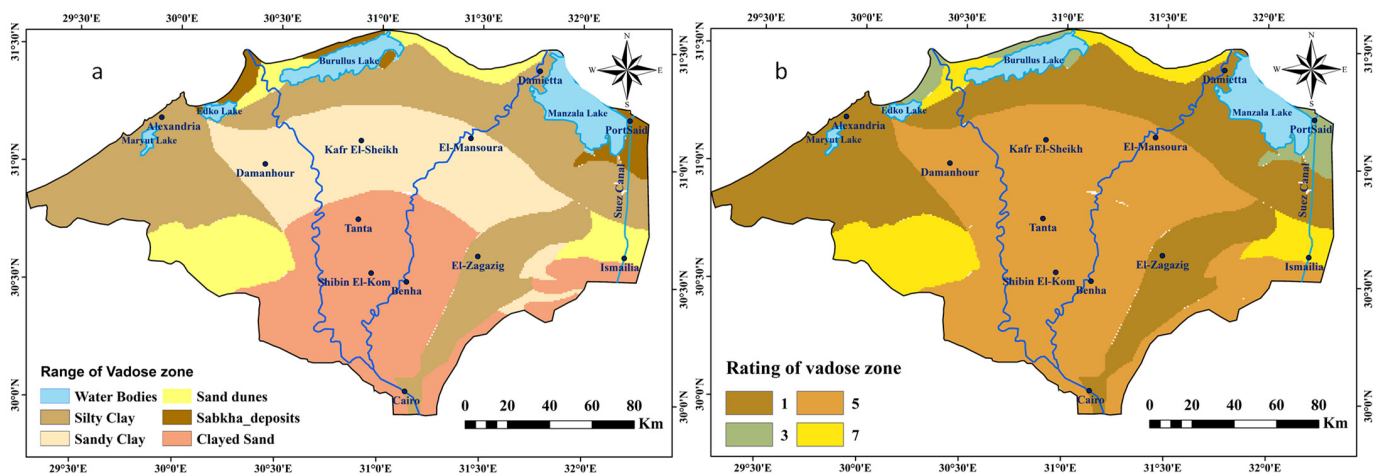 29°30'E 30°0'E 30°30'E 31°0'E 31°30'E 32°0'E
a
N
W E
S
31°30'N
31°0'N
30°30'N
30°0'N
Burullus Lake
Damietta
Edko Lake
Manzala Lake
Alexandria
PortSaid
Maryut Lake
Kafr El-Sheikh
El-Mansoura
Damanhour
Suez Canal
Tanta
El-Zagazig
Ismailia
Shibin El-Kom
Benha
Cairo
Range of Vadose zone
Water Bodies
Sand dunes
Silty Clay
Sabkha_deposits
Sandy Clay
Clayed Sand
0 20 40 60 80
Km
29°30'E 30°0'E 30°30'E 31°0'E 31°30'E 32°0'E
29°30'E 30°0'E 30°30'E 31°0'E 31°30'E 32°0'E
b
N
W E
S
31°30'N
31°0'N
30°30'N
30°0'N
Burullus Lake
Damietta
Edko Lake
Manzala Lake
Alexandria
PortSaid
Maryut Lake
Kafr El-Sheikh
El-Mansoura
Damanhour
Suez Canal
Tanta
El-Zagazig
Ismailia
Shibin El-Kom
Benha
Cairo
Rating of vadose zone
1 5
3 7
0 20 40 60 80
Km
29°30'E 30°0'E 30°30'E 31°0'E 31°30'E 32°0'E